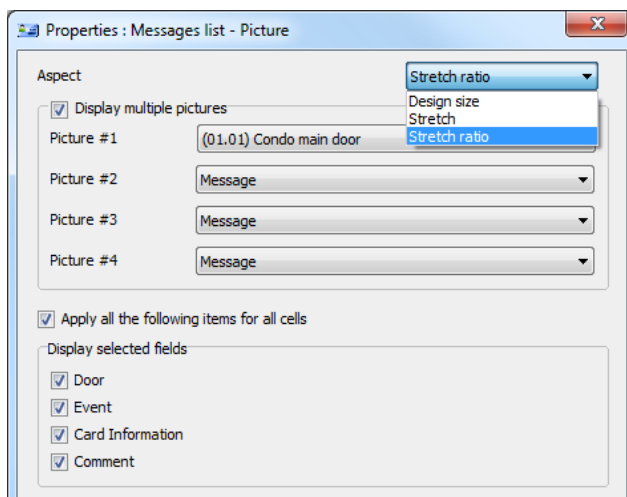 Properties : Messages list - Picture
Aspect
Stretch ratio
Design size
Stretch
Stretch ratio
Display multiple pictures
Picture #1
(01.01) Condo main door
Picture #2
Message
Picture #3
Message
Picture #4
Message
Apply all the following items for all cells
Display selected fields
Door
Event
Card Information
Comment